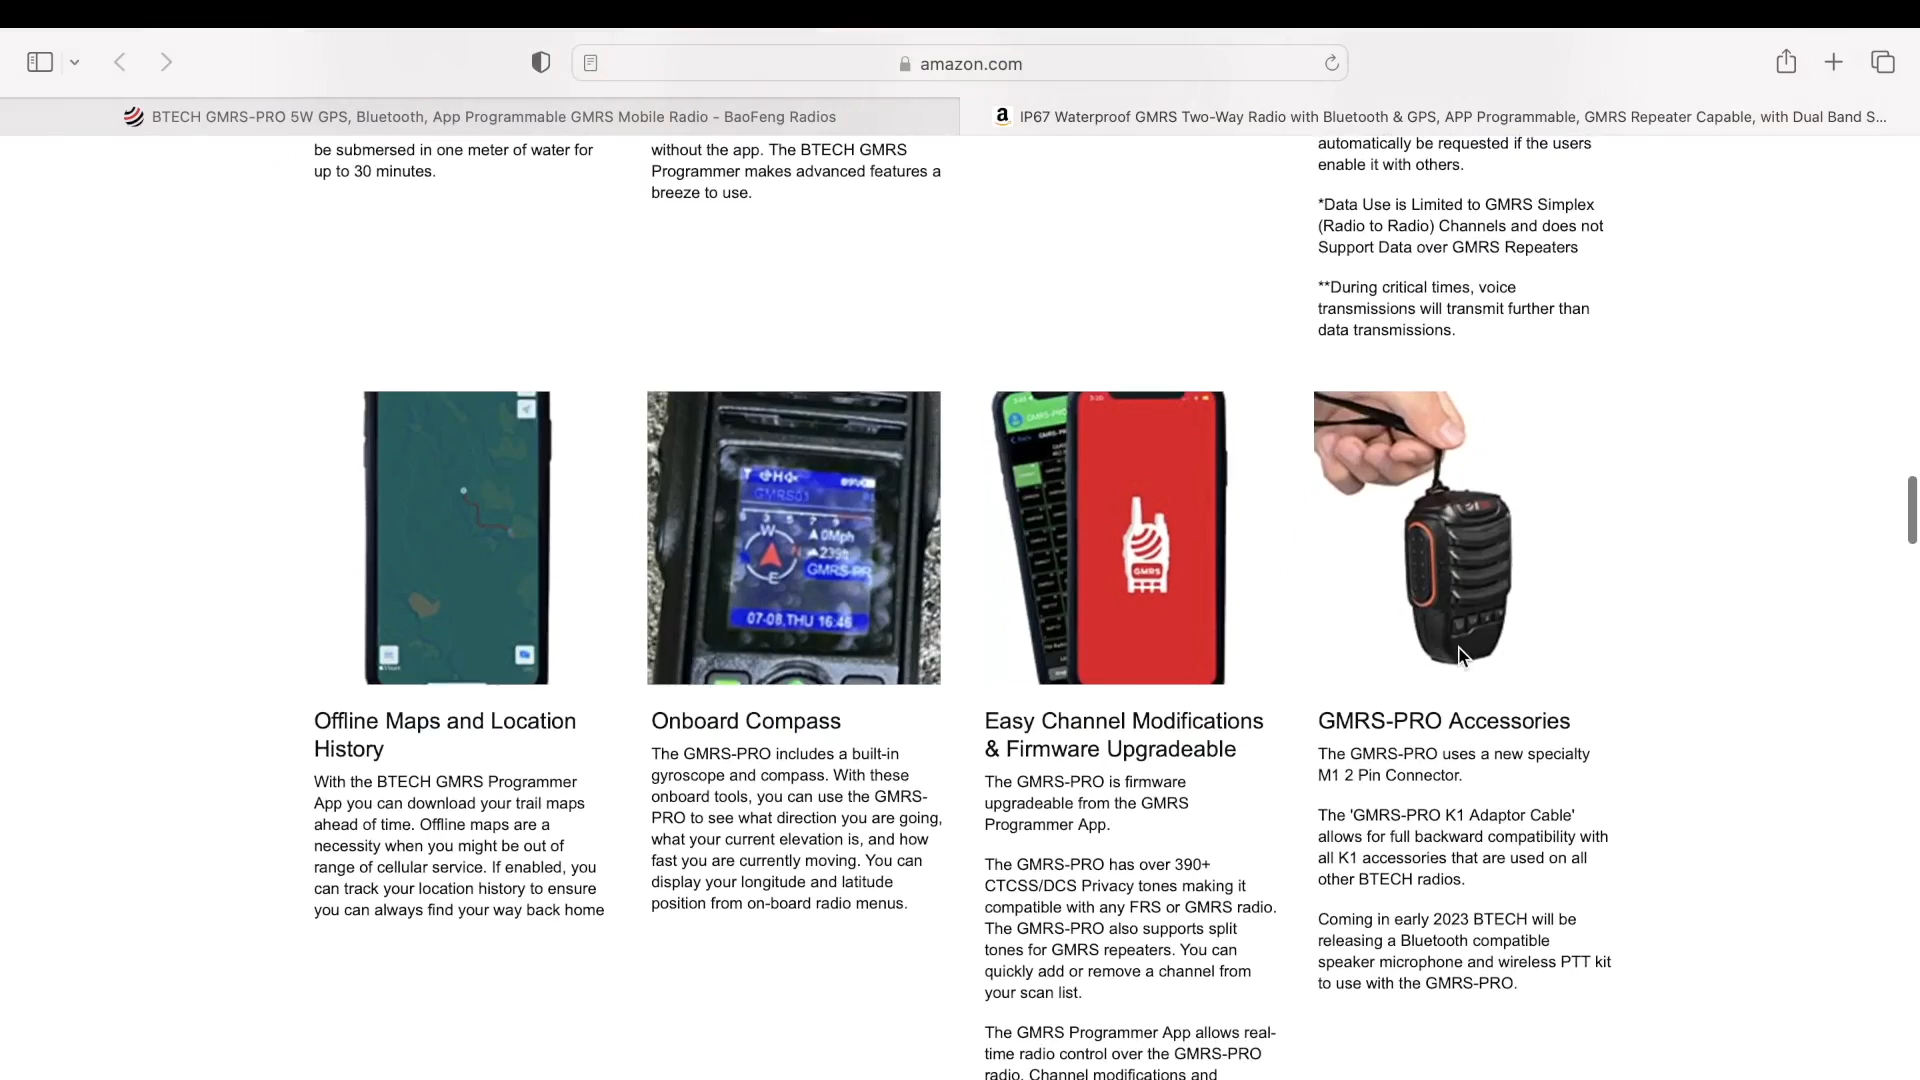 amazon.com
BTECH GMRS-PRO 5W GPS, Bluetooth, App Programmable GMRS Mobile Radio - BaoFeng Radios
IP67 Waterproof GMRS Two-Way Radio with Bluetooth & GPS, APP Programmable, GMRS Repeater Capable, with Dual Band S...
be submersed in one meter of water for
up to 30 minutes.
without the app. The BTECH GMRS
Programmer makes advanced features a
breeze to use.
automatically be requested if the users
enable it with others.
*Data Use is Limited to GMRS Simplex
(Radio to Radio) Channels and does not
Support Data over GMRS Repeaters
**During critical times, voice
transmissions will transmit further than
data transmissions.
GMRS01
W
E
0Mph
239ft
GMRS-PR
07-08,THU 16:46
GMRS
Offline Maps and Location
History
With the BTECH GMRS Programmer
App you can download your trail maps
ahead of time. Offline maps are a
necessity when you might be out of
range of cellular service. If enabled, you
can track your location history to ensure
you can always find your way back home
Onboard Compass
The GMRS-PRO includes a built-in
gyroscope and compass. With these
onboard tools, you can use the GMRS-
PRO to see what direction you are going,
what your current elevation is, and how
fast you are currently moving. You can
display your longitude and latitude
position from on-board radio menus.
Easy Channel Modifications
& Firmware Upgradeable
The GMRS-PRO is firmware
upgradeable from the GMRS
Programmer App.
The GMRS-PRO has over 390+
CTCSS/DCS Privacy tones making it
compatible with any FRS or GMRS radio.
The GMRS-PRO also supports split
tones for GMRS repeaters. You can
quickly add or remove a channel from
your scan list.
The GMRS Programmer App allows real-
time radio control over the GMRS-PRO
radio. Channel modifications and
GMRS-PRO Accessories
The GMRS-PRO uses a new specialty
M1 2 Pin Connector.
The 'GMRS-PRO K1 Adaptor Cable'
allows for full backward compatibility with
all K1 accessories that are used on all
other BTECH radios.
Coming in early 2023 BTECH will be
releasing a Bluetooth compatible
speaker microphone and wireless PTT kit
to use with the GMRS-PRO.